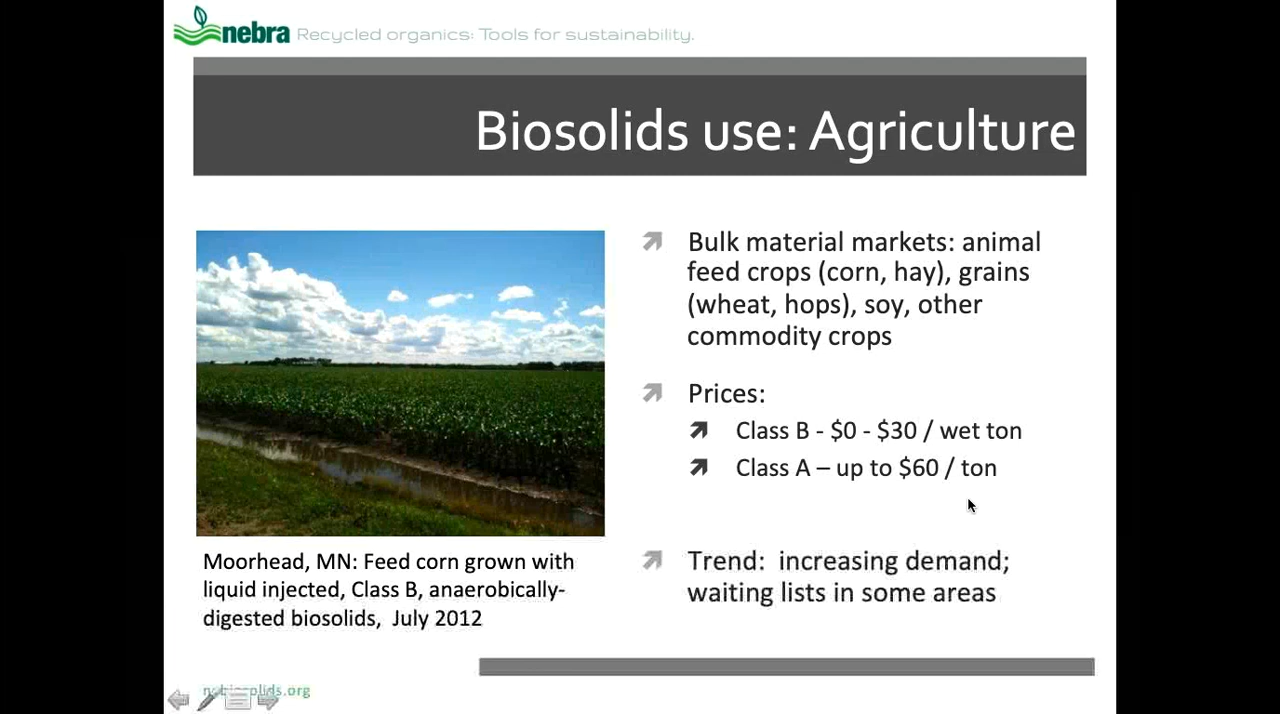 nebra Recycled organics: Tools for sustainability.
Biosolids use: Agriculture
Bulk material markets: animal
feed crops (corn, hay), grains
(wheat, hops), soy, other
commodity crops
Prices:
Class B - $0 - $30 / wet ton
Class A – up to $60 / ton
Trend:  increasing demand;
waiting lists in some areas
Moorhead, MN: Feed corn grown with
liquid injected, Class B, anaerobically-
digested biosolids,  July 2012
nebiosolids.org